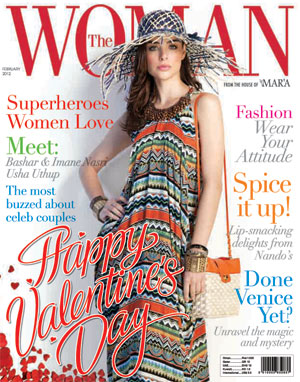 The
WOMAN
FEBRUARY
2012
FROM THE HOUSE OF MAR'A
Superheroes
Women Love
Meet:
Bashar & Imane Nasri
Usha Uthup
The most
buzzed about
celeb couples
Happy
Valentine's
Day
Fashion
Wear
Your
Attitude
Spice
it up!
Lip-smacking
delights from
Nando's
Done
Venice
Yet?
Unravel the magic
and mystery